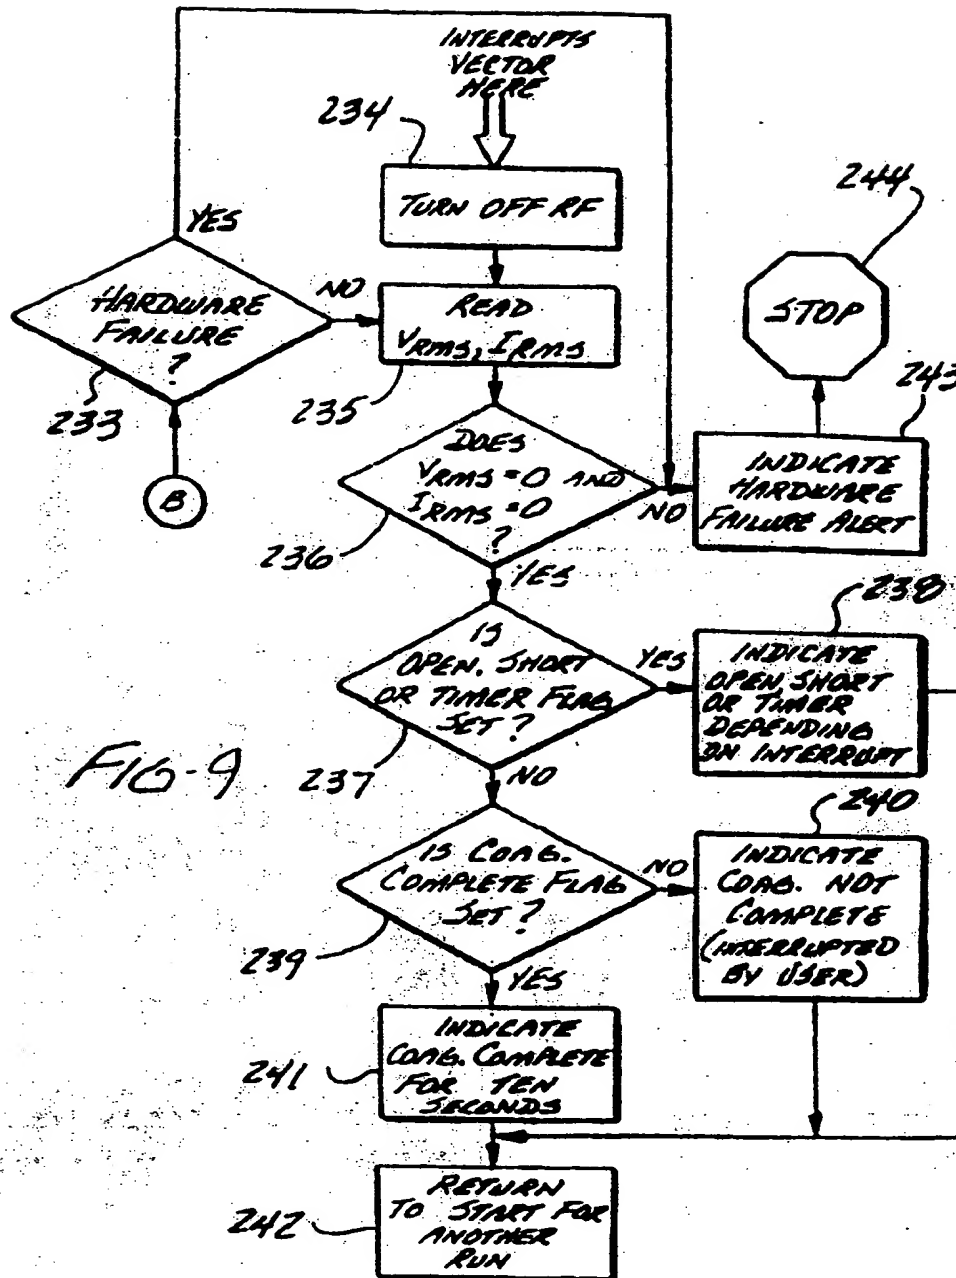 INTERRUPTS
VECTOR
HERE
234
TURN OFF RF
244
STOP
YES
HARDWARE
FAILURE
?
NO
233
B
READ
VRMS, IRMS
235
243
DOES
VRMS = 0 AND
IRMS = 0
?
NO
236
YES
INDICATE
HARDWARE
FAILURE ALERT
238
IS
OPEN. SHORT
OR TIMER FLAG
SET ?
YES
237
NO
INDICATE
OPEN, SHORT
OR TIMER
DEPENDING
ON INTERRUPT
FIG-9
240
IS COAG.
COMPLETE FLAG
SET ?
NO
239
YES
INDICATE
COAG. NOT
COMPLETE
(INTERRUPTED
BY USER)
INDICATE
COAG. COMPLETE
FOR TEN
SECONDS
241
RETURN
TO START FOR
ANOTHER
RUN
242